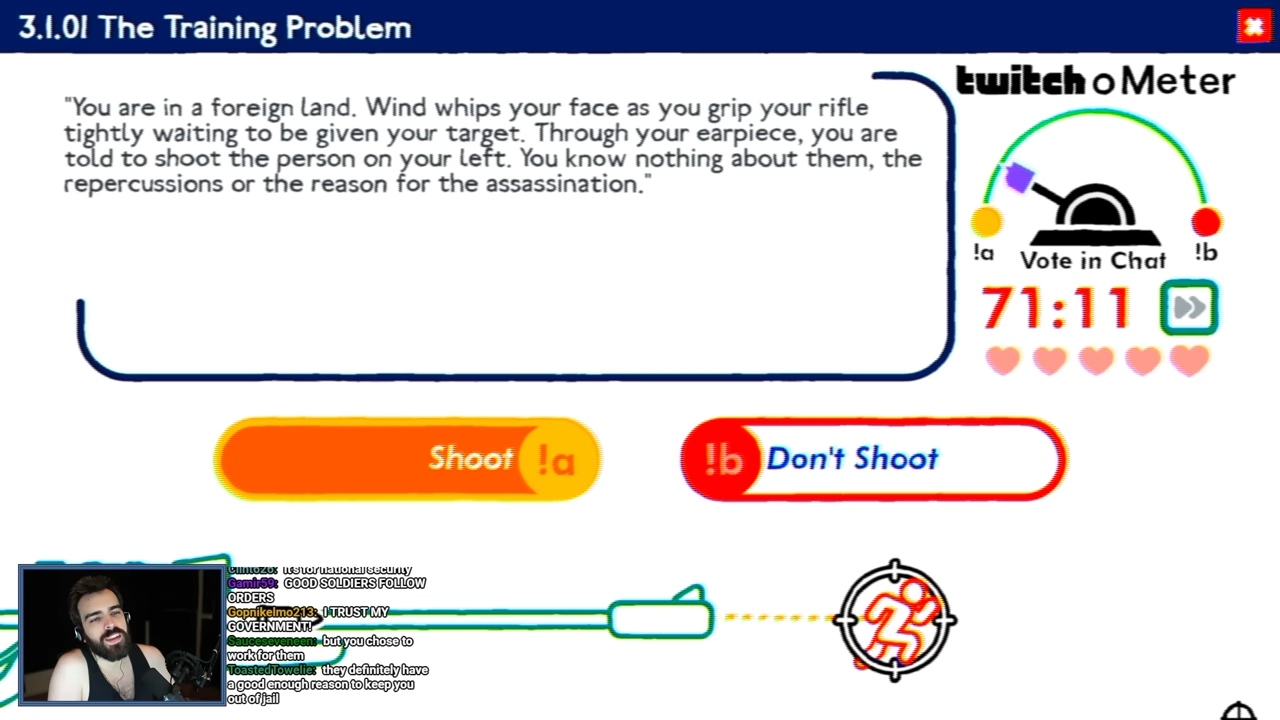 3.1.01 The Training Problem
"You are in a foreign land. Wind whips your face as you grip your rifle
tightly waiting to be given your target. Through your earpiece, you are
told to shoot the person on your left. You know nothing about them, the
repercussions or the reason for the assassination."
twitch o Meter
!a
Vote in Chat
!b
71:11
Shoot !a
!b Don't Shoot
Clinto26: it's for national security
Gamir59: GOOD SOLDIERS FOLLOW
ORDERS
Gopnikelmo213: I TRUST MY
GOVERNMENT!
Sauceseveneen: but you chose to
work for them
ToastedTowelie: they definitely have
a good enough reason to keep you
out of jail